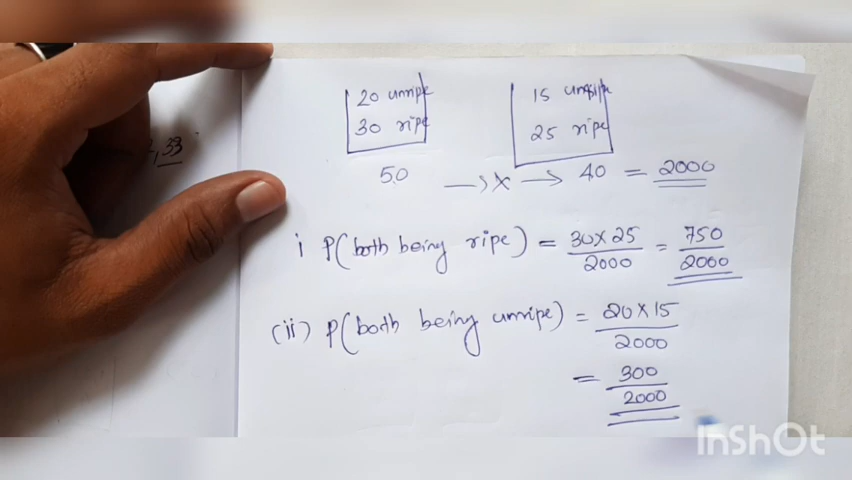 20 unripe
30 ripe
50
15 unripe
25 ripe
→ x → 40 = 2000
, 33
i P(both being ripe) = 30×25/2000 = 750/2000
(ii) P(both being unripe) = 20×15/2000
= 300/2000
InShOt